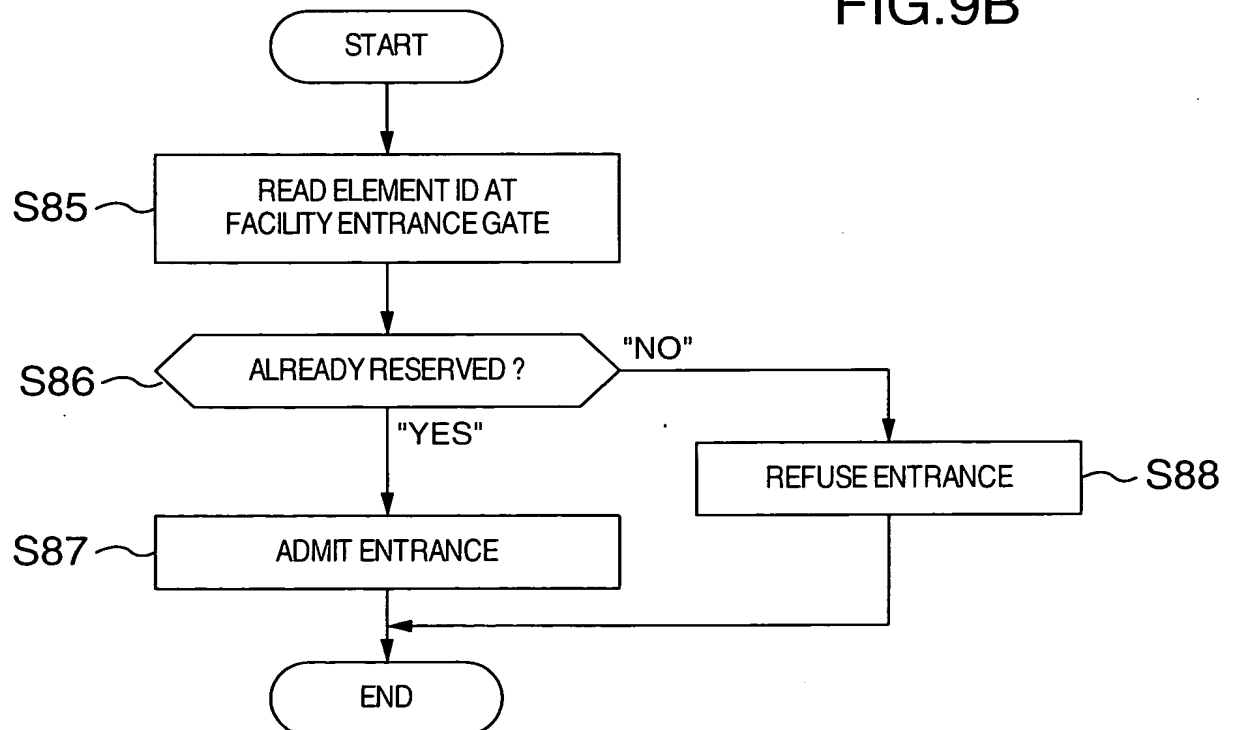 FIG.9B
START
S85
READ ELEMENT ID AT
FACILITY ENTRANCE GATE
S86
ALREADY RESERVED ?
"NO"
"YES"
REFUSE ENTRANCE
S88
S87
ADMIT ENTRANCE
END